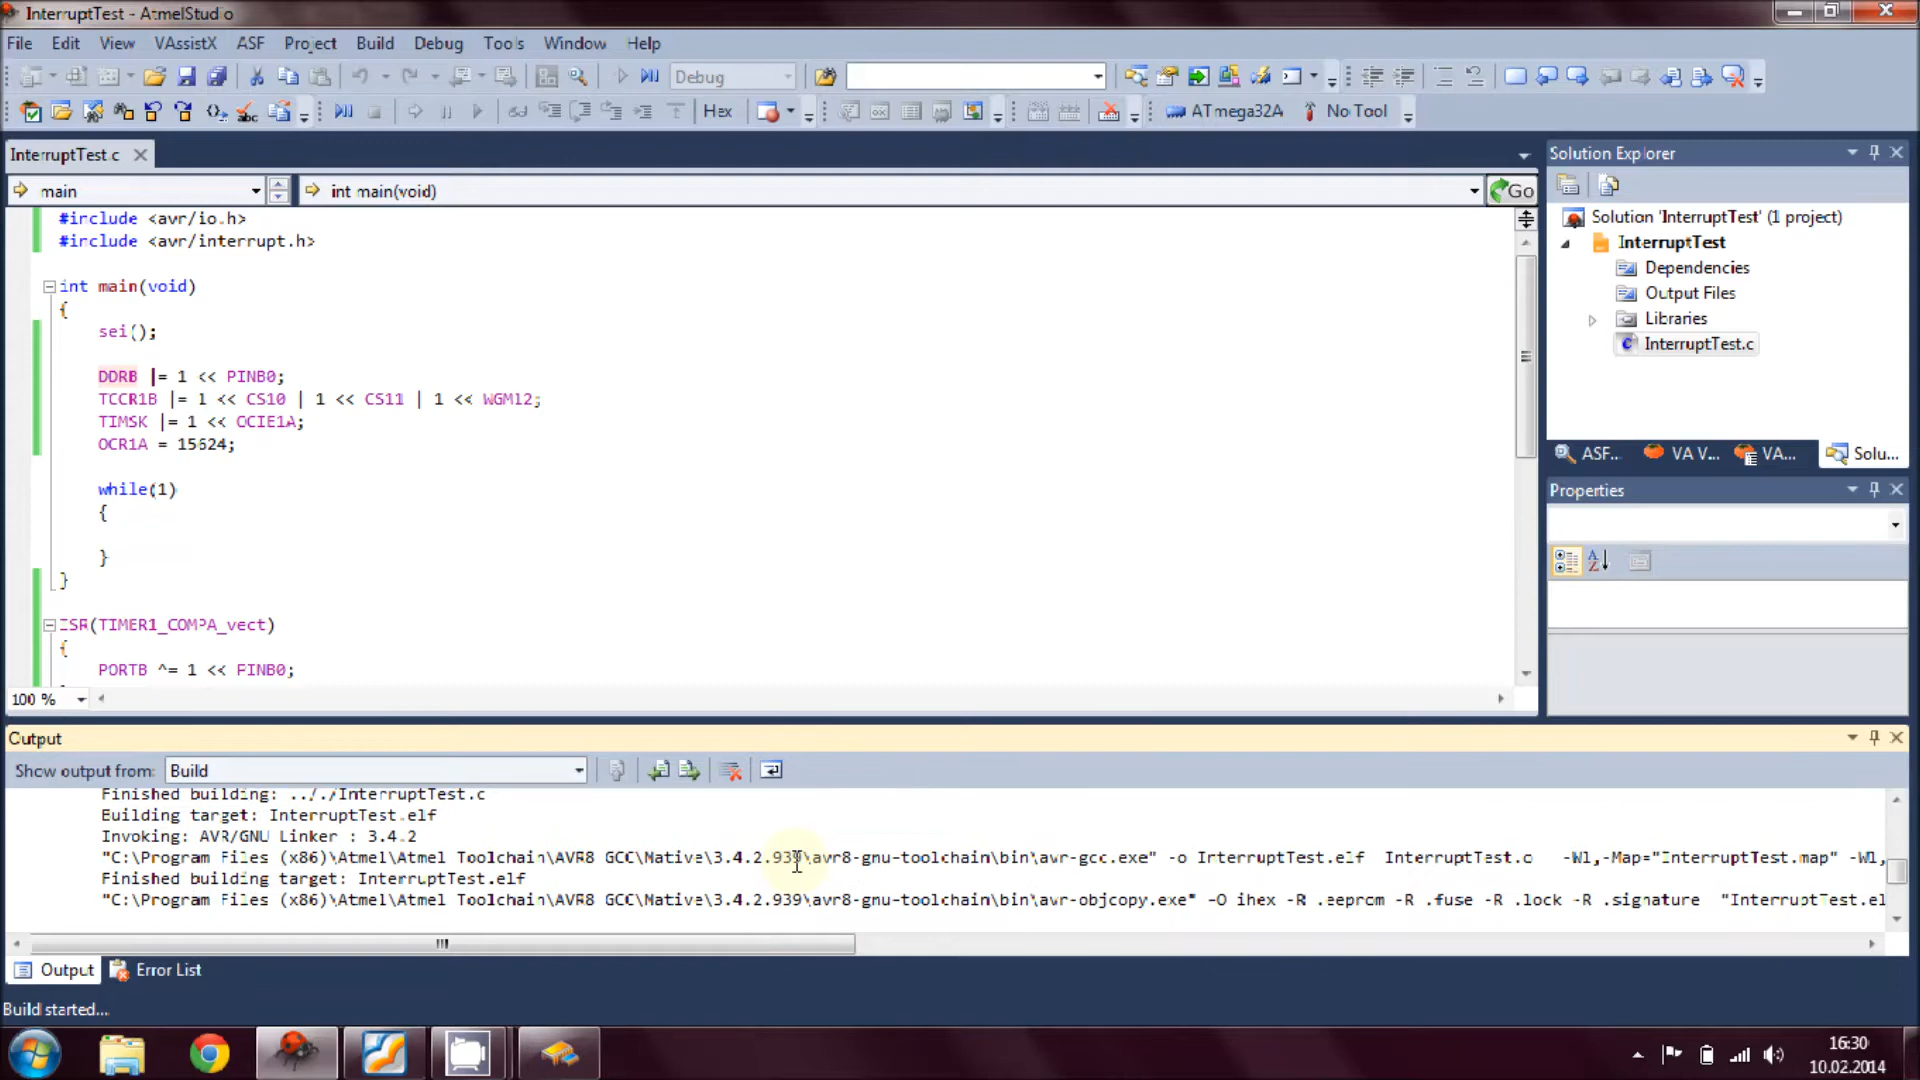 InterruptTest - AtmelStudio
File Edit View VAssistX ASF Project Build Debug Tools Window Help
Debug
Hex ATmega32A No Tool
InterruptTest.c
main int main(void) Go
#include <avr/io.h>
#include <avr/interrupt.h>
int main(void)
{
sei();
DDRB |= 1 << PINB0;
TCCR1B |= 1 << CS10 | 1 << CS11 | 1 << WGM12;
TIMSK |= 1 << OCIE1A;
OCR1A = 15624;
while(1)
{
}
}
ISR(TIMER1_COMPA_vect)
{
PORTB ^= 1 << PINB0;
100 %
Solution Explorer
Solution 'InterruptTest' (1 project)
InterruptTest
Dependencies
Output Files
Libraries
InterruptTest.c
ASF... VA V... VA... Solu...
Properties
Output
Show output from: Build
Finished building: .././InterruptTest.c
Building target: InterruptTest.elf
Invoking: AVR/GNU Linker : 3.4.2
"C:\Program Files (x86)\Atmel\Atmel Toolchain\AVR8 GCC\Native\3.4.2.939\avr8-gnu-toolchain\bin\avr-gcc.exe" -o InterruptTest.elf InterruptTest.o -Wl,-Map="InterruptTest.map" -Wl,
Finished building target: InterruptTest.elf
"C:\Program Files (x86)\Atmel\Atmel Toolchain\AVR8 GCC\Native\3.4.2.939\avr8-gnu-toolchain\bin\avr-objcopy.exe" -O ihex -R .eeprom -R .fuse -R .lock -R .signature "InterruptTest.el
Output Error List
Build started...
16:30
10.02.2014